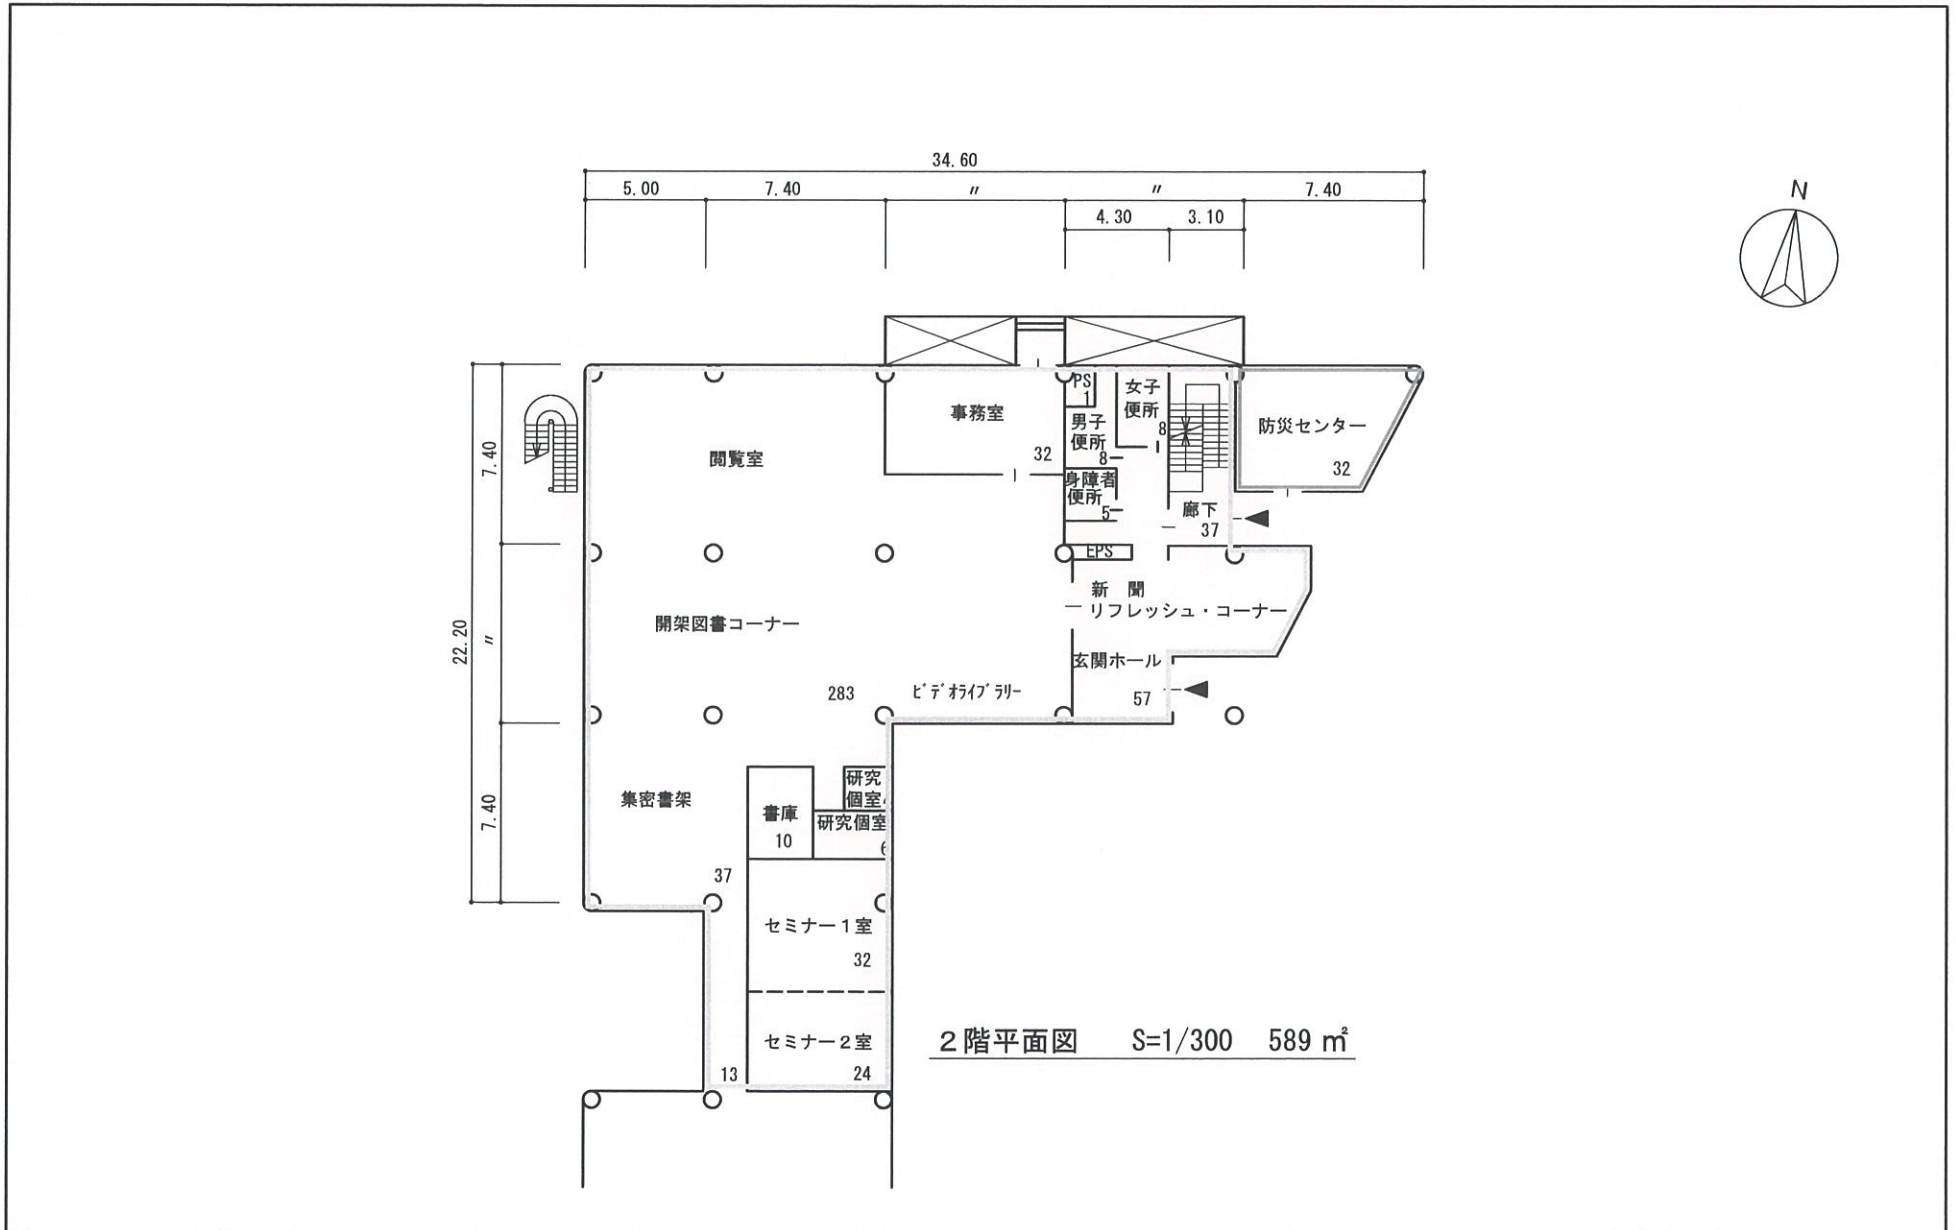 34.60
5.00 7.40 〃 〃 7.40
4.30 3.10
N
PS
1
女子
便所
8
事務室
32
男子
便所
8
防災センター
32
閲覧室
7.40
身障者
便所
5
廊下
37
EPS
新 聞
リフレッシュ・コーナー
開架図書コーナー
22.20
〃
玄関ホール
57
283
ﾋﾞﾃﾞｵﾗｲﾌﾞﾗﾘｰ
研究
個室
集密書架
7.40
書庫
10
研究個室
6
37
セミナー1室
32
セミナー2室
24
13
2階平面図 S=1/300 589 ㎡